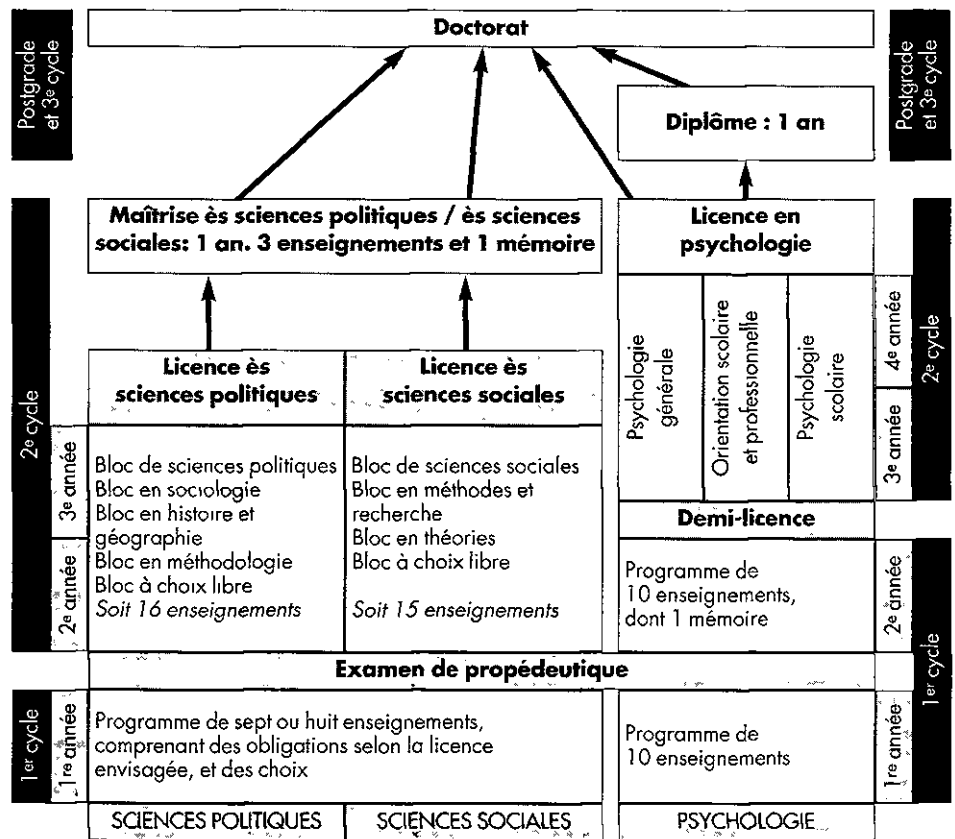 Postgrade
et 3e cycle
Doctorat
Postgrade
et 3e cycle
Diplôme : 1 an
2e cycle
Maîtrise ès sciences politiques / ès sciences
sociales: 1 an. 3 enseignements et 1 mémoire
Licence en
psychologie
2e cycle
Licence ès
sciences politiques
Licence ès
sciences sociales
Psychologie
générale
Orientation scolaire
et professionnelle
Psychologie
scolaire
4e année
3e année
3e année
2e année
Bloc de sciences politiques
Bloc en sociologie
Bloc en histoire et
géographie
Bloc en méthodologie
Bloc à choix libre
Soit 16 enseignements
Bloc de sciences sociales
Bloc en méthodes et
recherche
Bloc en théories
Bloc à choix libre
Soit 15 enseignements
Demi-licence
Programme de
10 enseignements,
dont 1 mémoire
2e année
1er cycle
Examen de propédeutique
1er cycle
1re année
Programme de sept ou huit enseignements,
comprenant des obligations selon la licence
envisagée, et des choix
Programme de
10 enseignements
1re année
SCIENCES POLITIQUES
SCIENCES SOCIALES
PSYCHOLOGIE